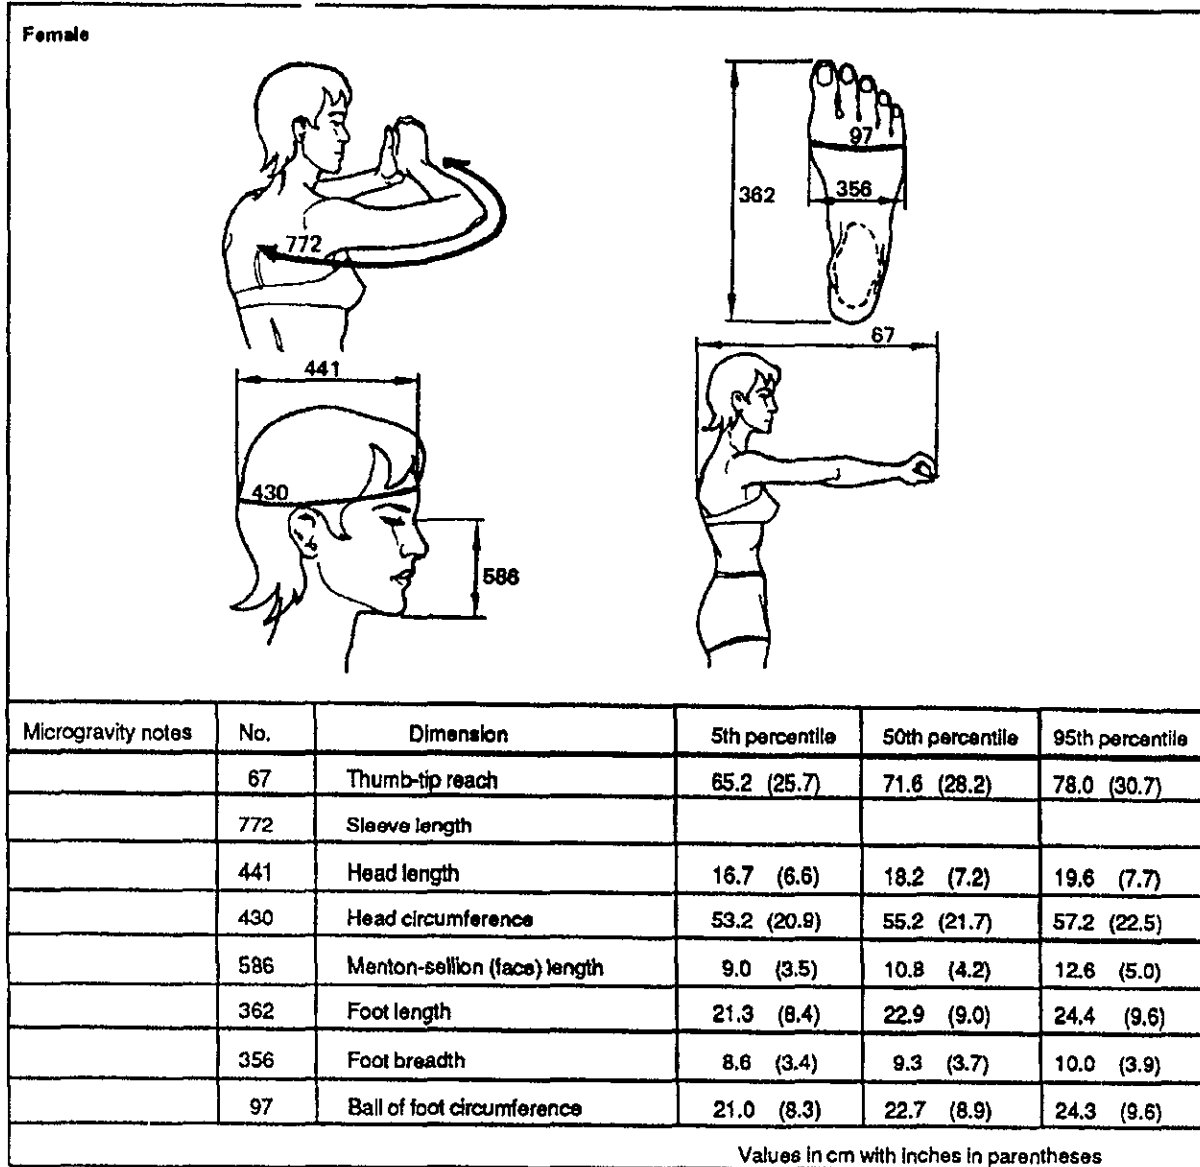 Female
97
362
356
772
67
441
430
586
Microgravity notes No. Dimension 5th percentile 50th percentile 95th percentile
67 Thumb-tip reach 65.2 (25.7) 71.6 (28.2) 78.0 (30.7)
772 Sleeve length
441 Head length 16.7 (6.6) 18.2 (7.2) 19.6 (7.7)
430 Head circumference 53.2 (20.9) 55.2 (21.7) 57.2 (22.5)
586 Menton-sellion (face) length 9.0 (3.5) 10.8 (4.2) 12.6 (5.0)
362 Foot length 21.3 (8.4) 22.9 (9.0) 24.4 (9.6)
356 Foot breadth 8.6 (3.4) 9.3 (3.7) 10.0 (3.9)
97 Ball of foot circumference 21.0 (8.3) 22.7 (8.9) 24.3 (9.6)
Values in cm with inches in parentheses